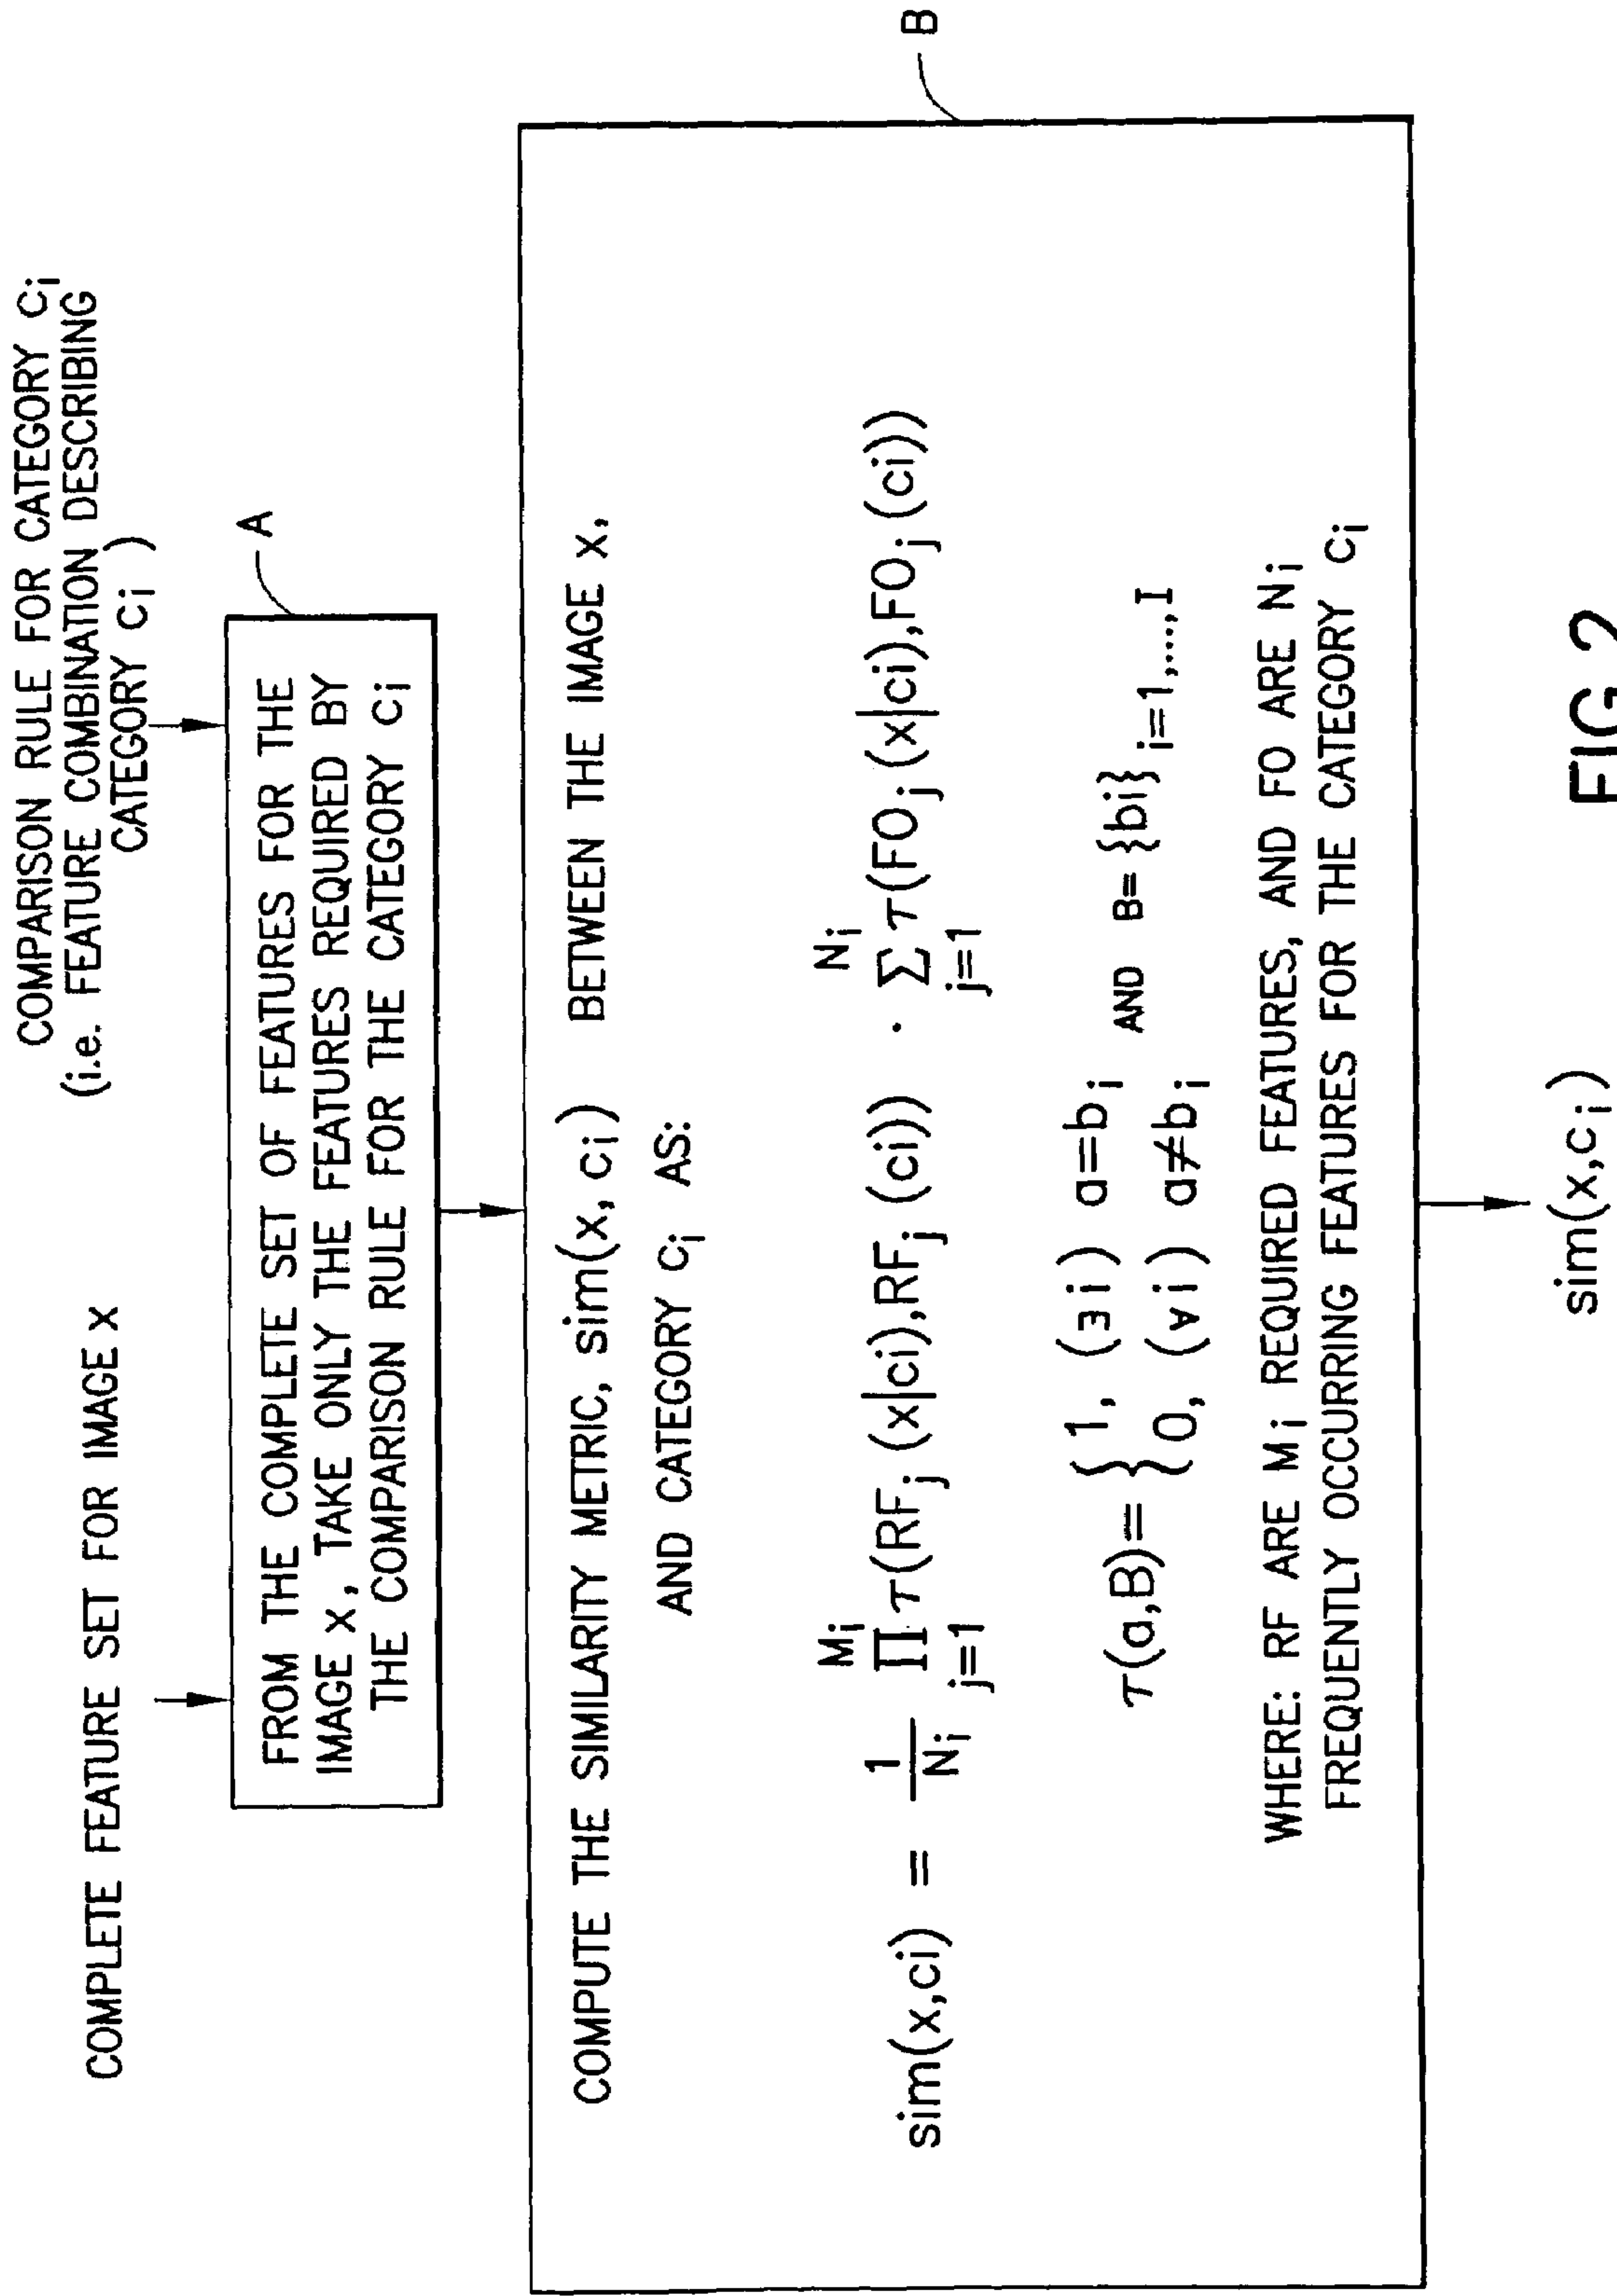 COMPLETE FEATURE SET FOR IMAGE x
COMPARISON RULE FOR CATEGORY ci
(i.e. FEATURE COMBINATION DESCRIBING
CATEGORY ci )
A
FROM THE COMPLETE SET OF FEATURES FOR THE
IMAGE x, TAKE ONLY THE FEATURES REQUIRED BY
THE COMPARISON RULE FOR THE CATEGORY ci
B
COMPUTE THE SIMILARITY METRIC, sim(x, ci) BETWEEN THE IMAGE x,
AND CATEGORY ci AS:
sim(x,ci) = 1/Ni ∏_{j=1}^{Mi} τ(RFj (x|ci),RFj (ci)) · ∑_{j=1}^{Ni} τ(FOj (x|ci),FOj (ci))
τ(a,B)= { 1, (∃i) a=bi AND B={bi} i=1,...,I
0, (∀i) a≠bi
WHERE: RF ARE Mi REQUIRED FEATURES, AND FO ARE Ni
FREQUENTLY OCCURRING FEATURES FOR THE CATEGORY ci
sim(x,ci)
FIG.2